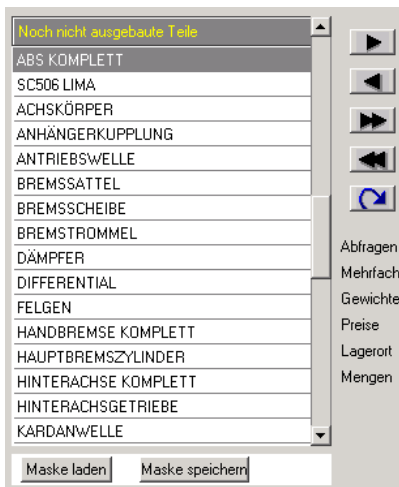 Noch nicht ausgebaute Teile
ABS KOMPLETT
SC506 LIMA
ACHSKÖRPER
ANHÄNGERKUPPLUNG
ANTRIEBSWELLE
BREMSSATTEL
BREMSSCHEIBE
BREMSTROMMEL
DÄMPFER
DIFFERENTIAL
FELGEN
HANDBREMSE KOMPLETT
HAUPTBREMSZYLINDER
HINTERACHSE KOMPLETT
HINTERACHSGETRIEBE
KARDANWELLE
Abfragen
Mehrfach
Gewichte
Preise
Lagerort
Mengen
Maske laden
Maske speichern